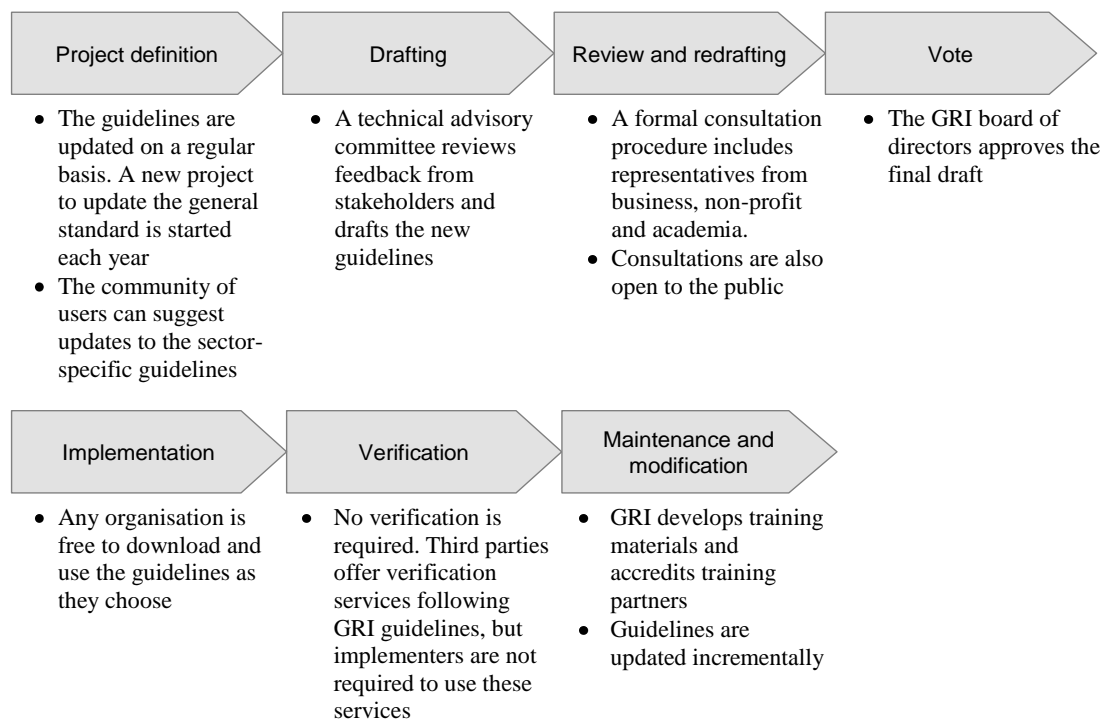 Project definition
• The guidelines are
updated on a regular
basis. A new project
to update the general
standard is started
each year
• The community of
users can suggest
updates to the sector-
specific guidelines
Drafting
• A technical advisory
committee reviews
feedback from
stakeholders and
drafts the new
guidelines
Review and redrafting
• A formal consultation
procedure includes
representatives from
business, non-profit
and academia.
• Consultations are also
open to the public
Vote
• The GRI board of
directors approves the
final draft
Implementation
• Any organisation is
free to download and
use the guidelines as
they choose
Verification
• No verification is
required. Third parties
offer verification
services following
GRI guidelines, but
implementers are not
required to use these
services
Maintenance and
modification
• GRI develops training
materials and
accredits training
partners
• Guidelines are
updated incrementally